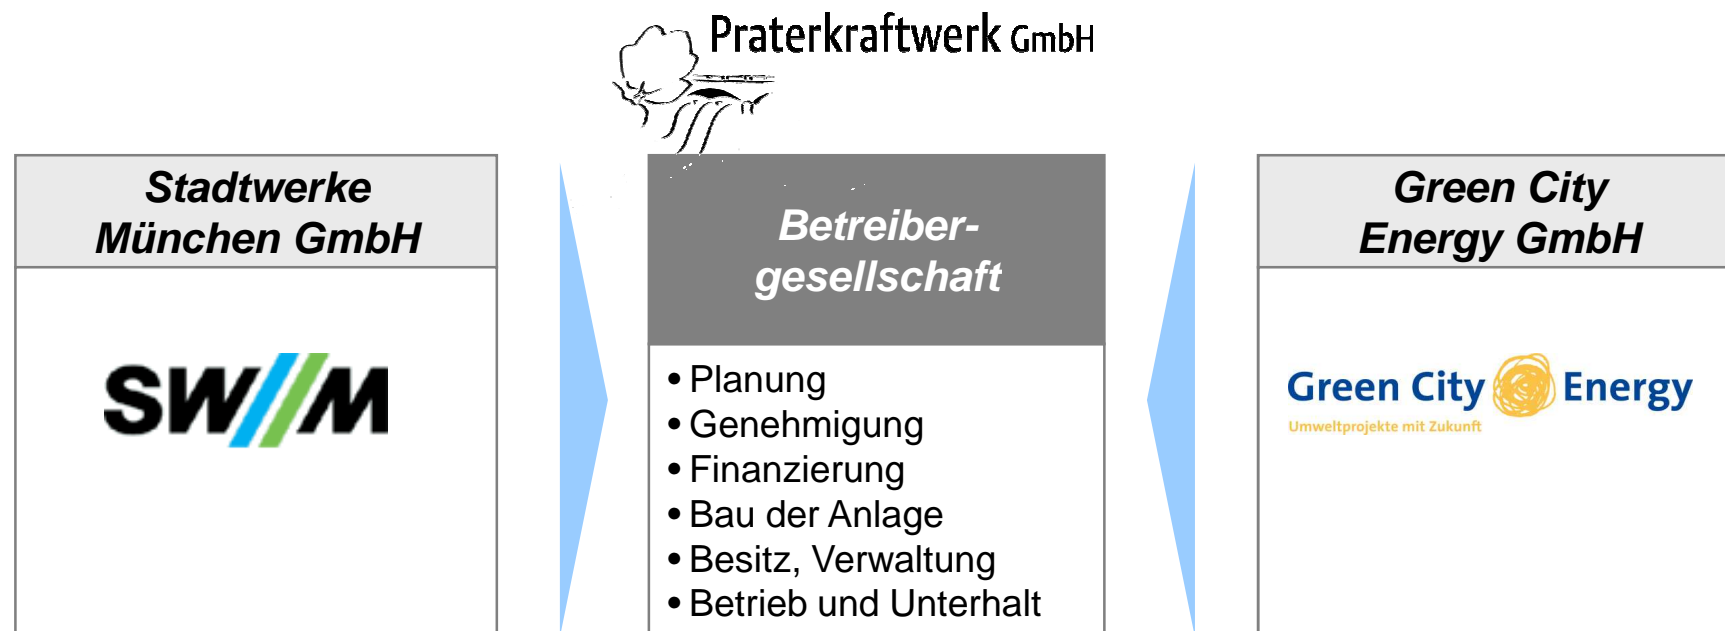 Praterkraftwerk GmbH
Stadtwerke
München GmbH
SW//M
Betreiber-
gesellschaft
• Planung
• Genehmigung
• Finanzierung
• Bau der Anlage
• Besitz, Verwaltung
• Betrieb und Unterhalt
Green City
Energy GmbH
Green City Energy
Umweltprojekte mit Zukunft